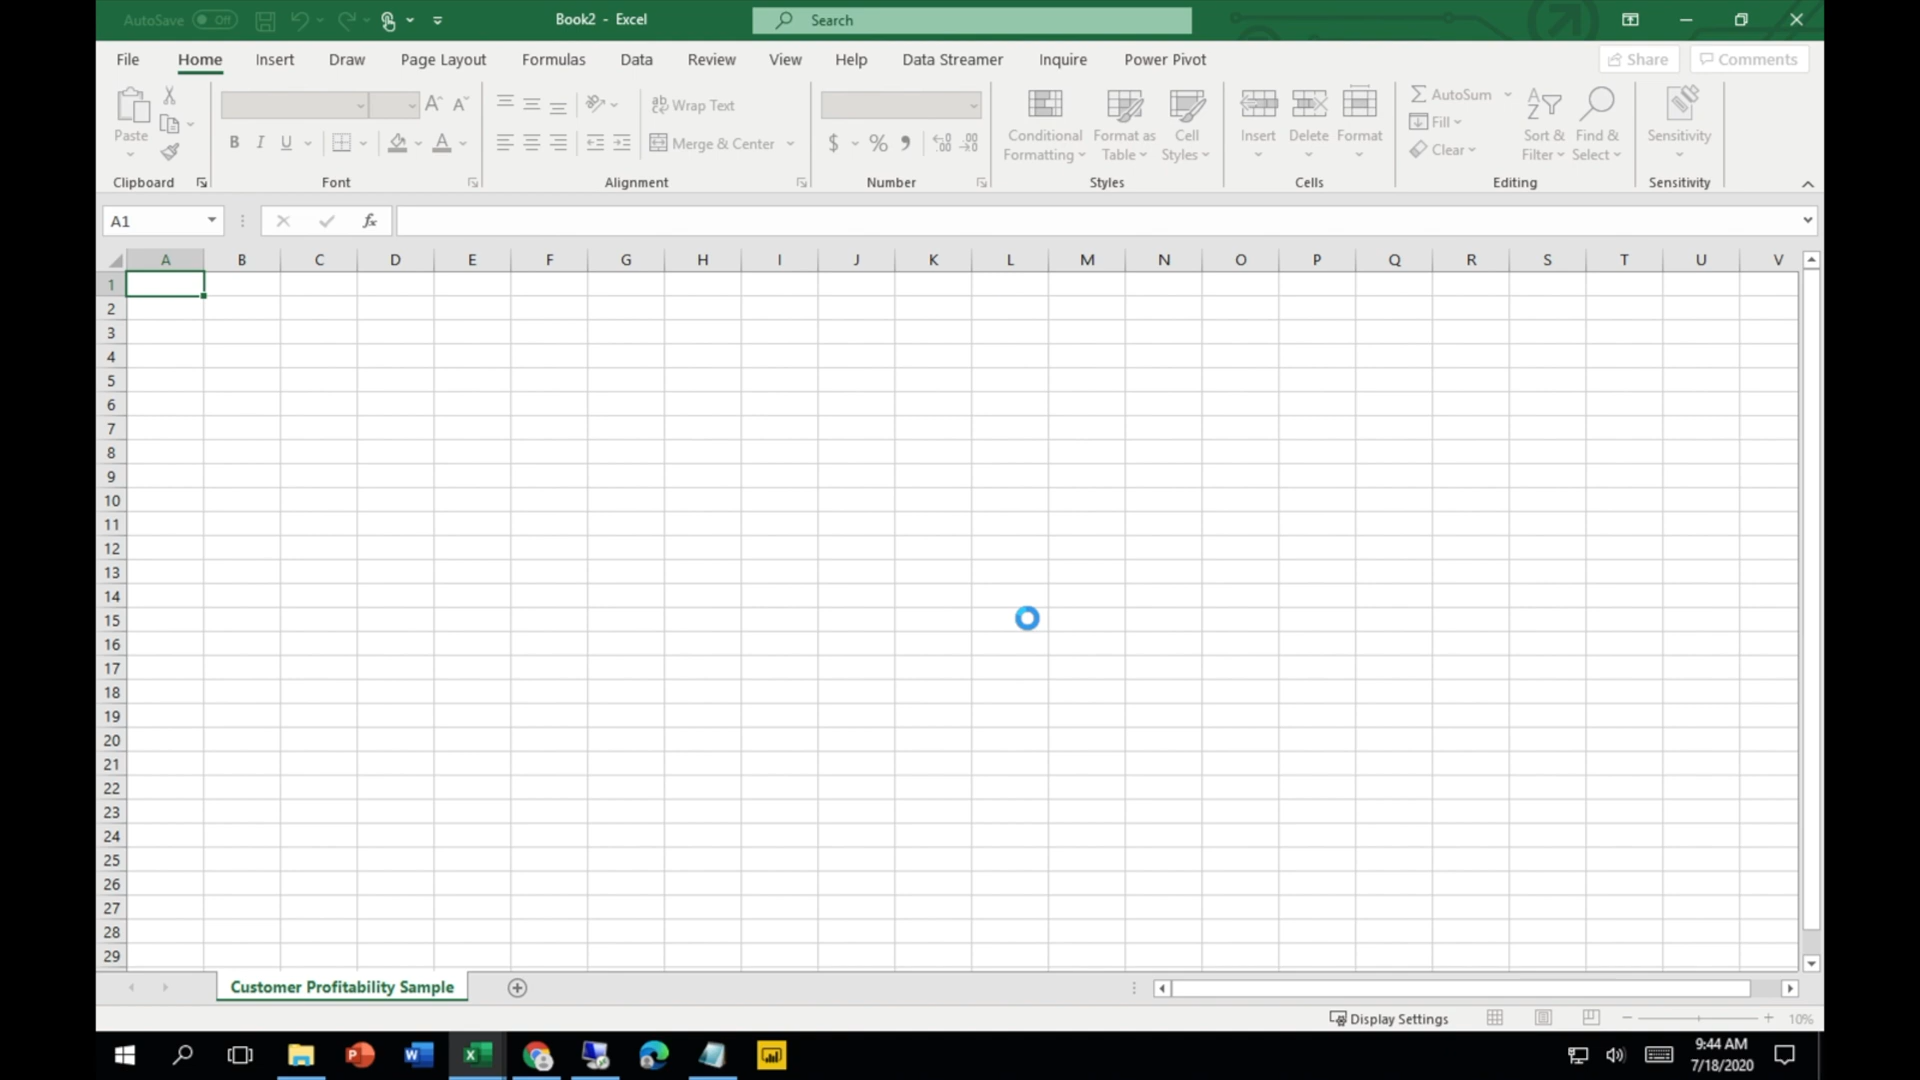 AutoSave Off
Book2 - Excel
Search
File Home Insert Draw Page Layout Formulas Data Review View Help Data Streamer Inquire Power Pivot
Share Comments
Paste
B I U
Wrap Text
Merge & Center
$ % ,
Conditional Formatting
Format as Table
Cell Styles
Insert Delete Format
AutoSum
Fill
Clear
Sort & Filter
Find & Select
Sensitivity
Clipboard Font Alignment Number Styles Cells Editing Sensitivity
A1
fx
A B C D E F G H I J K L M N O P Q R S T U V
1
2
3
4
5
6
7
8
9
10
11
12
13
14
15
16
17
18
19
20
21
22
23
24
25
26
27
28
29
Customer Profitability Sample
Display Settings
10%
9:44 AM
7/18/2020